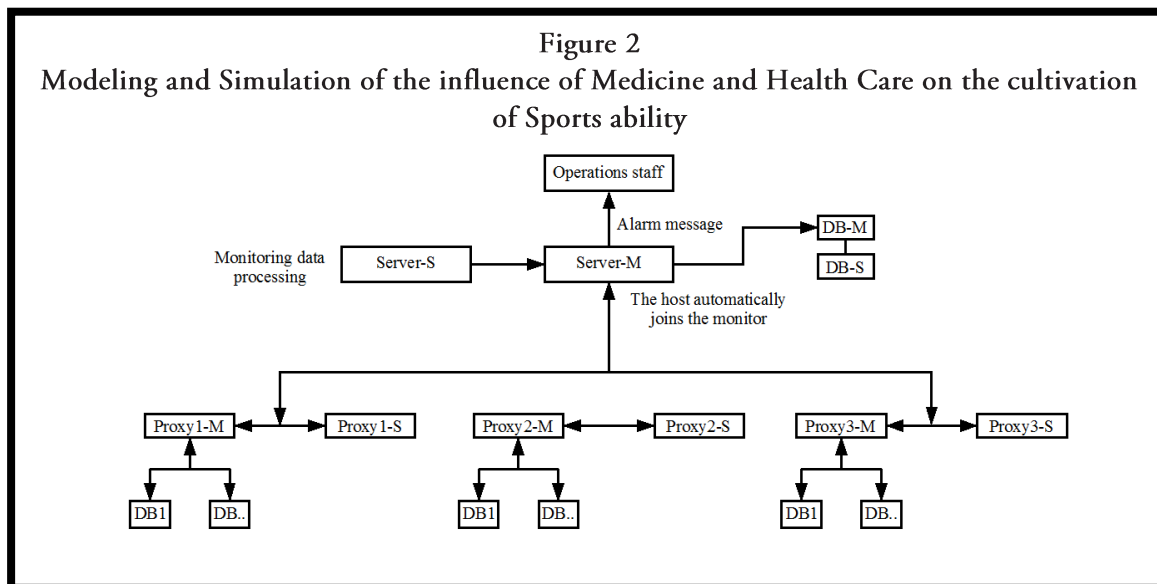 Figure 2
Modeling and Simulation of the influence of Medicine and Health Care on the cultivation
of Sports ability
Operations staff
Alarm message
DB-M
Monitoring data
processing
Server-S
Server-M
DB-S
The host automatically
joins the monitor
Proxy1-M
Proxy1-S
Proxy2-M
Proxy2-S
Proxy3-M
Proxy3-S
DB1
DB..
DB1
DB..
DB1
DB..